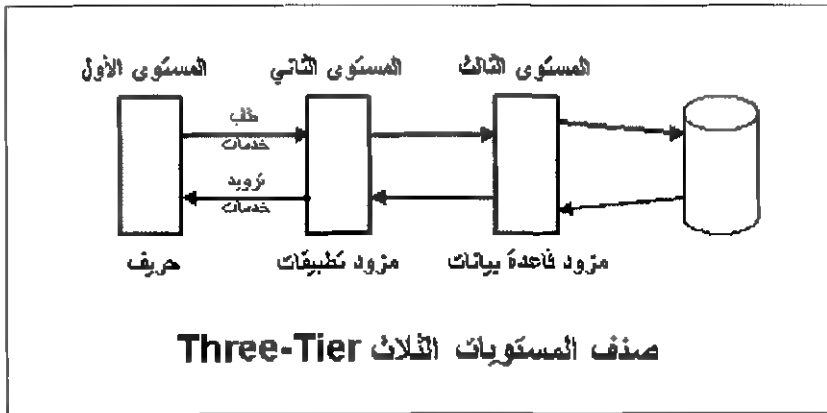 المستوى الأول
المستوى الثاني
المستوى الثالث
طلب
خدمات
تزويد
خدمات
حريف
مزود تطبيقات
مزود قاعدة بيانات
صنف المستويات الثلاث Three-Tier